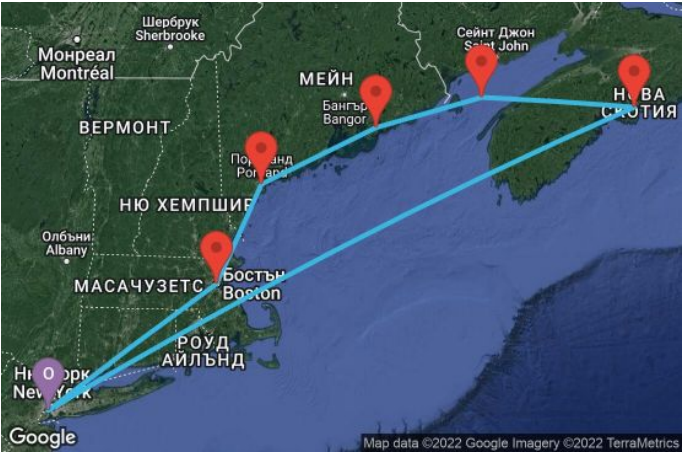 Шербрук
Sherbrooke
Монреал
Montréal
Сейнт Джон
Saint John
МЕЙН
Бангър
Bangor
НОВА
СКОТИЯ
ВЕРМОНТ
Portland
НЮ ХЕМПШИР
Олбъни
Albany
МАСАЧУЗЕТС
Бостън
Boston
РОУД
АЙЛЪНД
O
New York
Google
Map data ©2022 Google Imagery ©2022 TerraMetrics